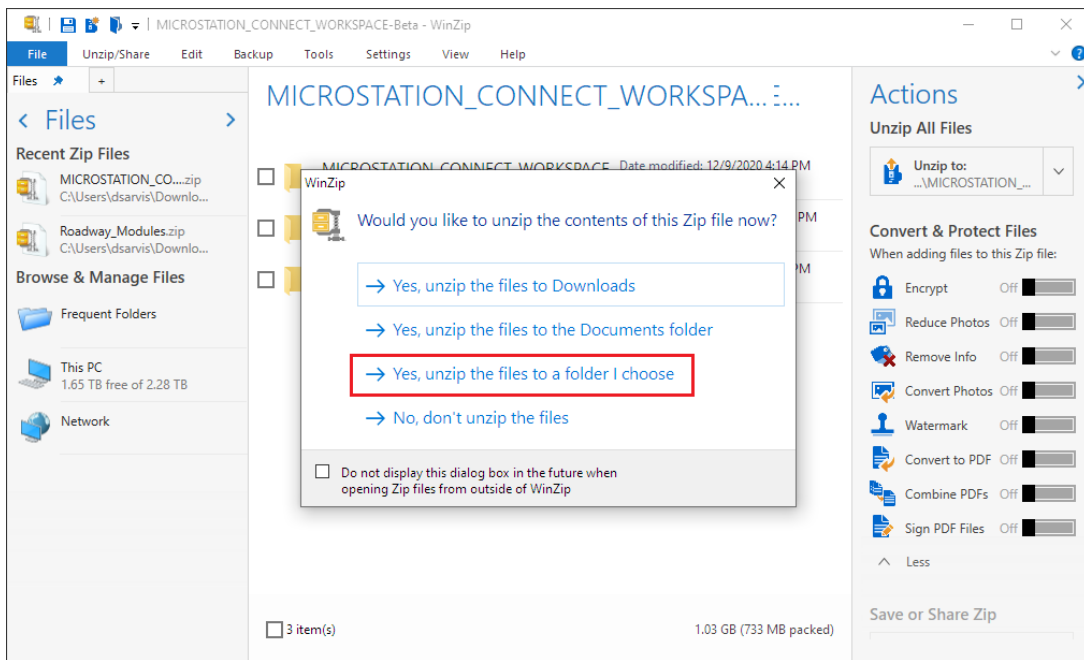 MICROSTATION_CONNECT_WORKSPACE-Beta - WinZip
File Unzip/Share Edit Backup Tools Settings View Help
Files +
Files
Recent Zip Files
MICROSTATION_CO....zip
C:\Users\dsarvis\Downlo...
Roadway_Modules.zip
C:\Users\dsarvis\Downlo...
Browse & Manage Files
Frequent Folders
This PC
1.65 TB free of 2.28 TB
Network
MICROSTATION_CONNECT_WORKSPA... E...
MICROSTATION_CONNECT_WORKSPACE Date modified: 12/9/2020 4:14 PM
PM
PM
WinZip
Would you like to unzip the contents of this Zip file now?
Yes, unzip the files to Downloads
Yes, unzip the files to the Documents folder
Yes, unzip the files to a folder I choose
No, don't unzip the files
Do not display this dialog box in the future when
opening Zip files from outside of WinZip
3 item(s) 1.03 GB (733 MB packed)
Actions
Unzip All Files
Unzip to:
...\MICROSTATION_...
Convert & Protect Files
When adding files to this Zip file:
Encrypt Off
Reduce Photos Off
Remove Info Off
Convert Photos Off
Watermark Off
Convert to PDF Off
Combine PDFs Off
Sign PDF Files Off
Less
Save or Share Zip